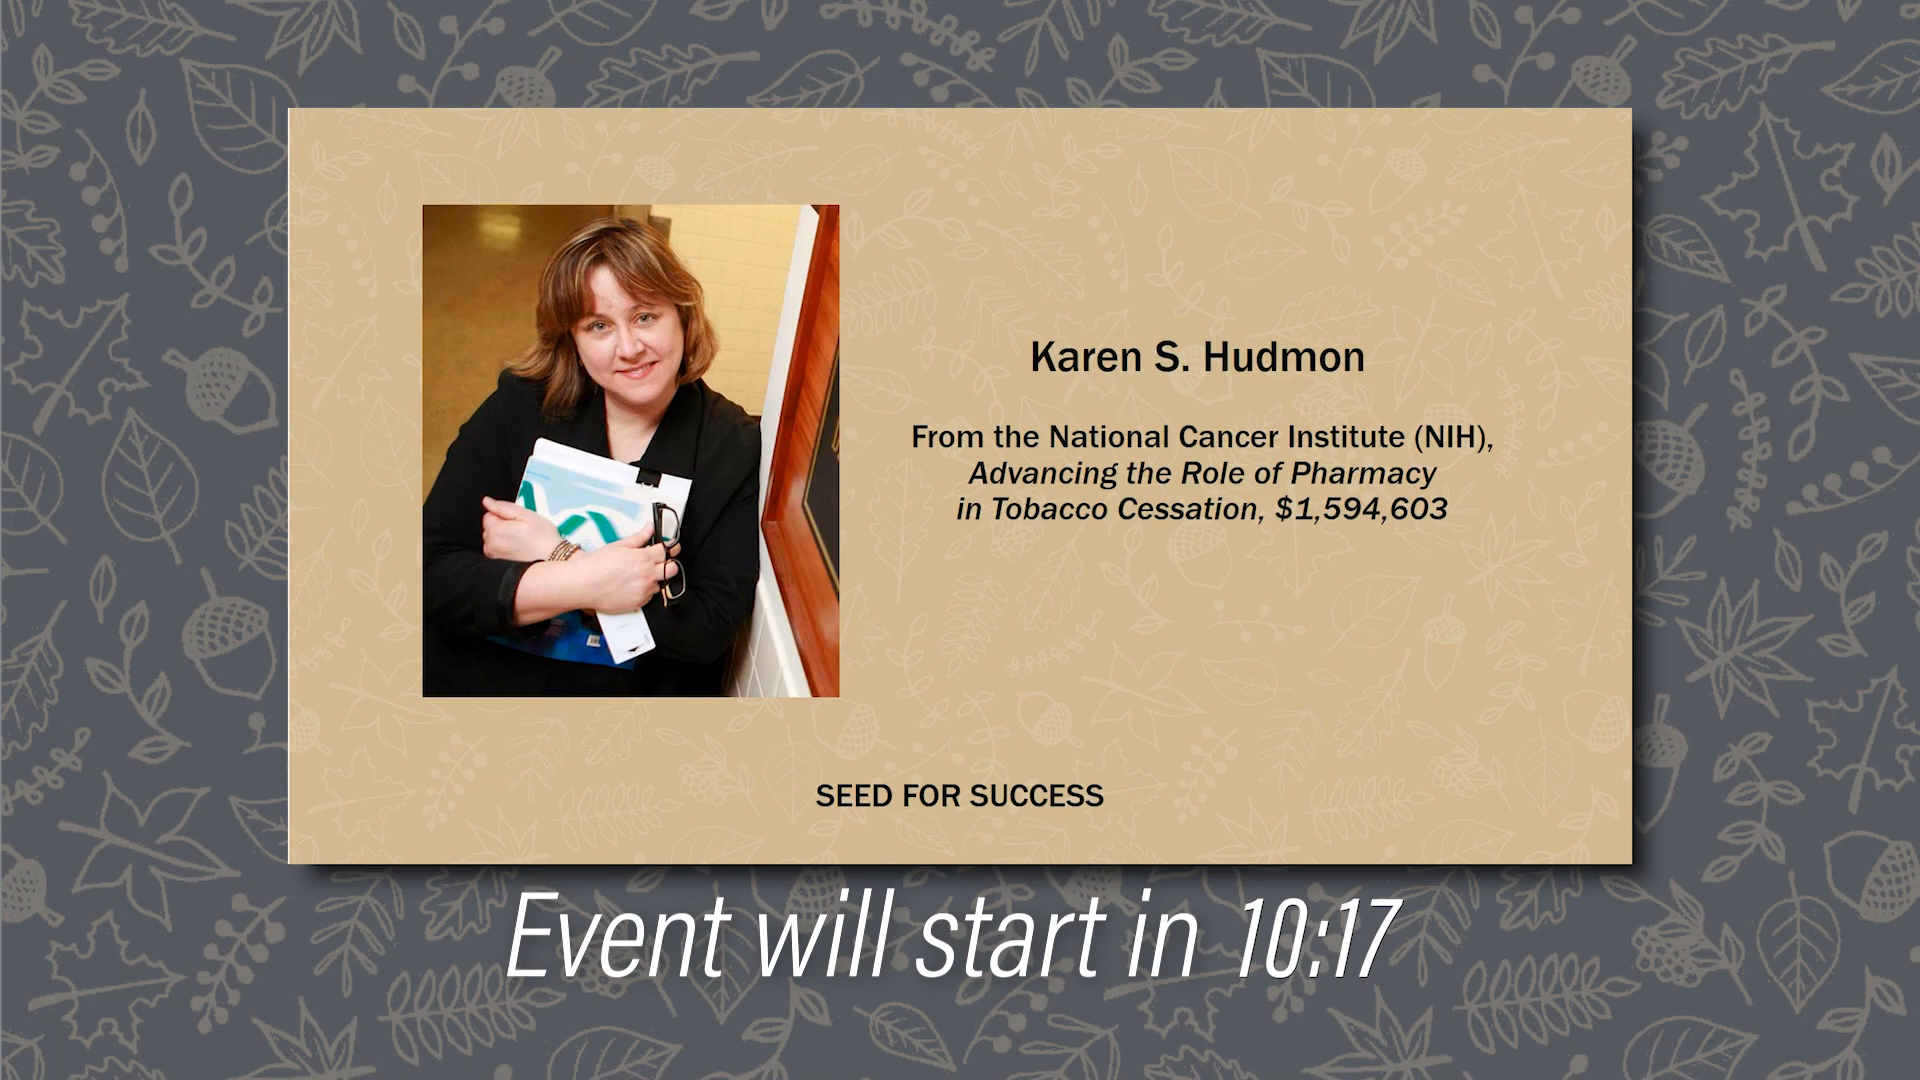 Karen S. Hudmon
From the National Cancer Institute (NIH),
Advancing the Role of Pharmacy
in Tobacco Cessation, $1,594,603
SEED FOR SUCCESS
Event will start in 10:17